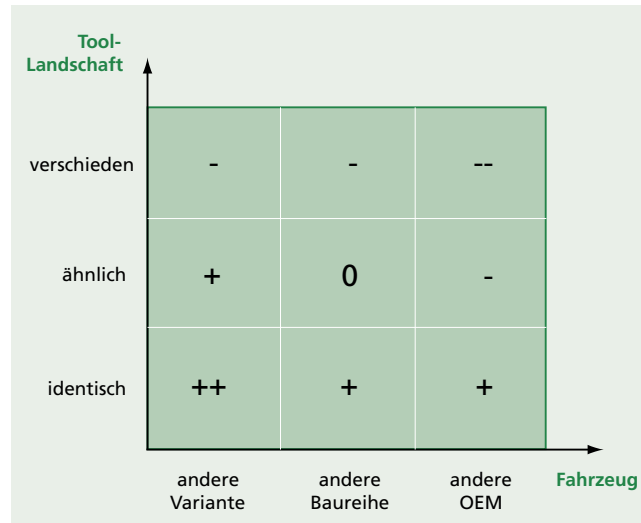 Tool-
Landschaft
verschieden
-
-
--
ähnlich
+
0
-
identisch
++
+
+
andere
Variante
andere
Baureihe
andere
OEM
Fahrzeug